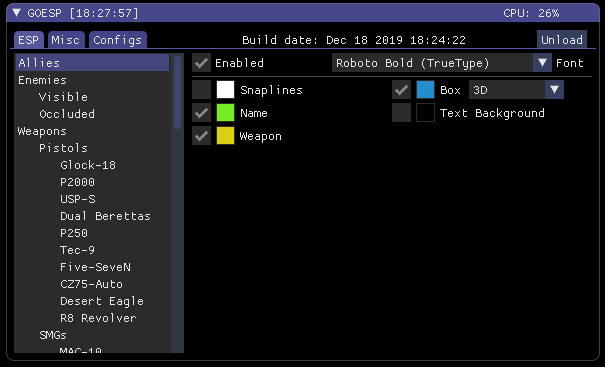 GOESP [18:27:57] CPU: 26%
ESP Misc Configs Build date: Dec 18 2019 18:24:22 Unload
Allies
Enemies
Visible
Occluded
Weapons
Pistols
Glock-18
P2000
USP-S
Dual Berettas
P250
Tec-9
Five-SeveN
CZ75-Auto
Desert Eagle
R8 Revolver
SMGs
MAC-10
Enabled Roboto Bold (TrueType) Font
Snaplines Box 3D
Name Text Background
Weapon